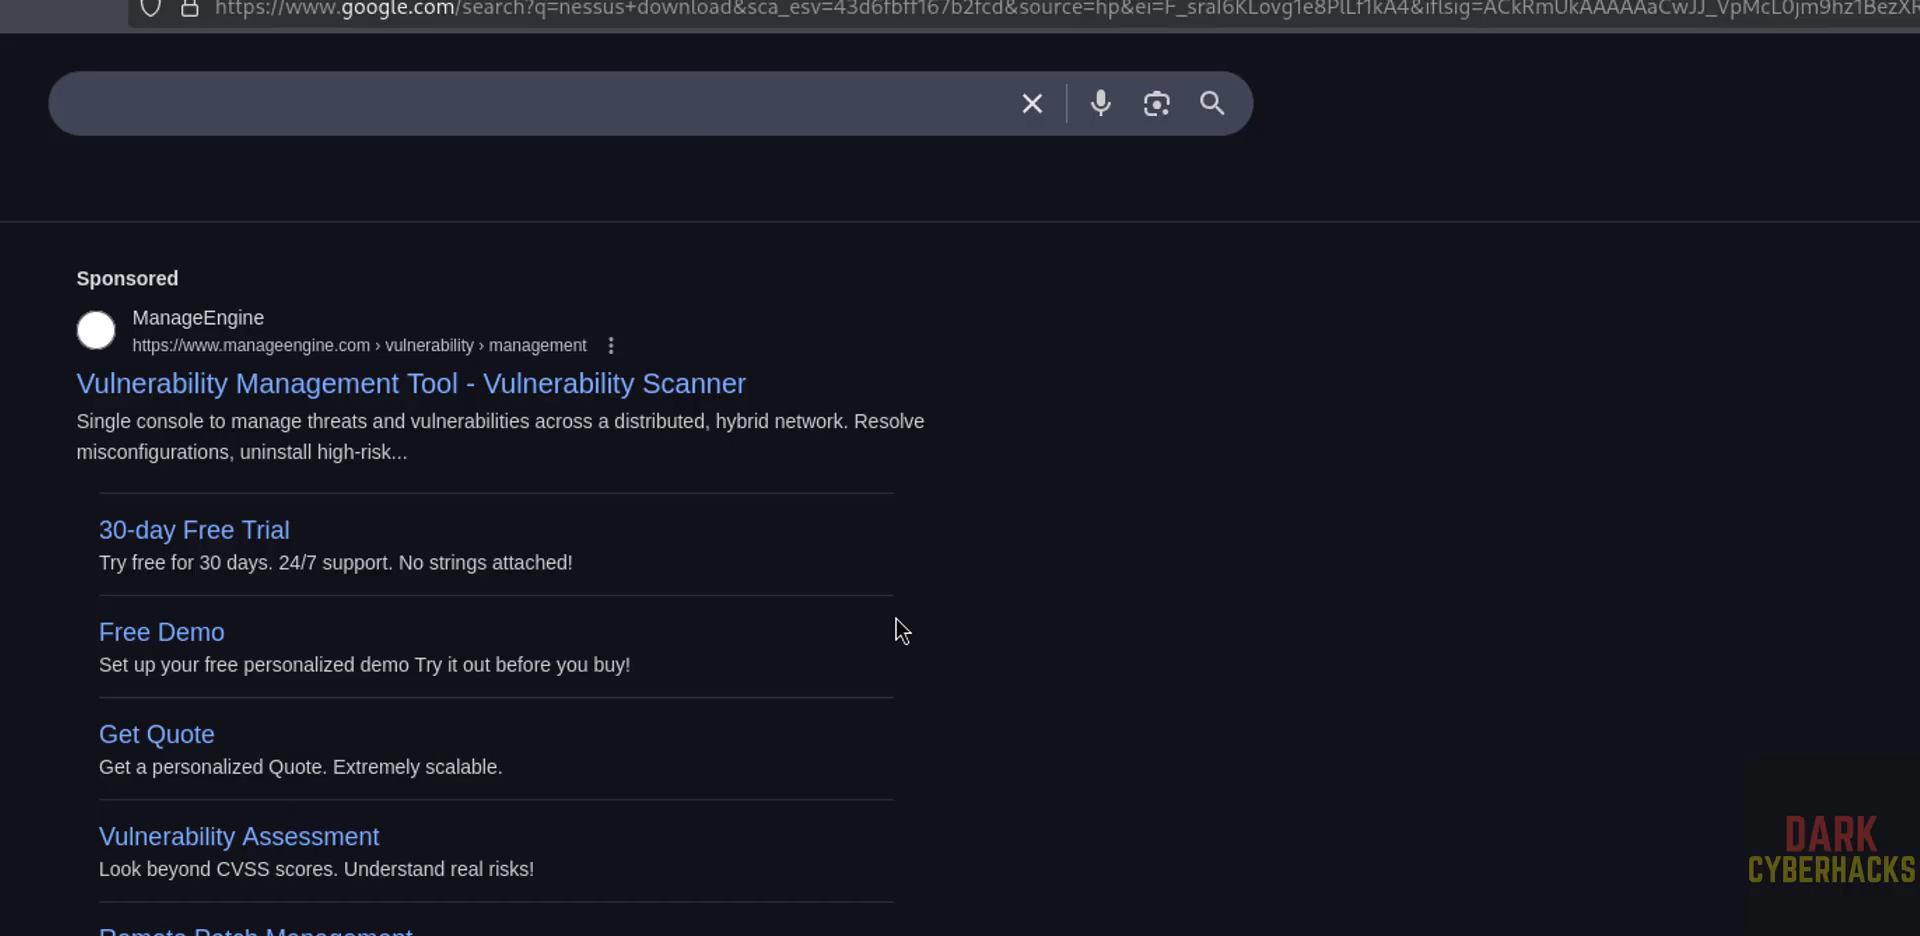 https://www.google.com/search?q=nessus+download&sca_esv=43d6fbff167b2fcd&source=hp&ei=
Sponsored
ManageEngine
https://www.manageengine.com › vulnerability › management
Vulnerability Management Tool - Vulnerability Scanner
Single console to manage threats and vulnerabilities across a distributed, hybrid network. Resolve
misconfigurations, uninstall high-risk...
30-day Free Trial
Try free for 30 days. 24/7 support. No strings attached!
Free Demo
Set up your free personalized demo Try it out before you buy!
Get Quote
Get a personalized Quote. Extremely scalable.
Vulnerability Assessment
Look beyond CVSS scores. Understand real risks!
Remote Patch Management
DARK
CYBERHACKS